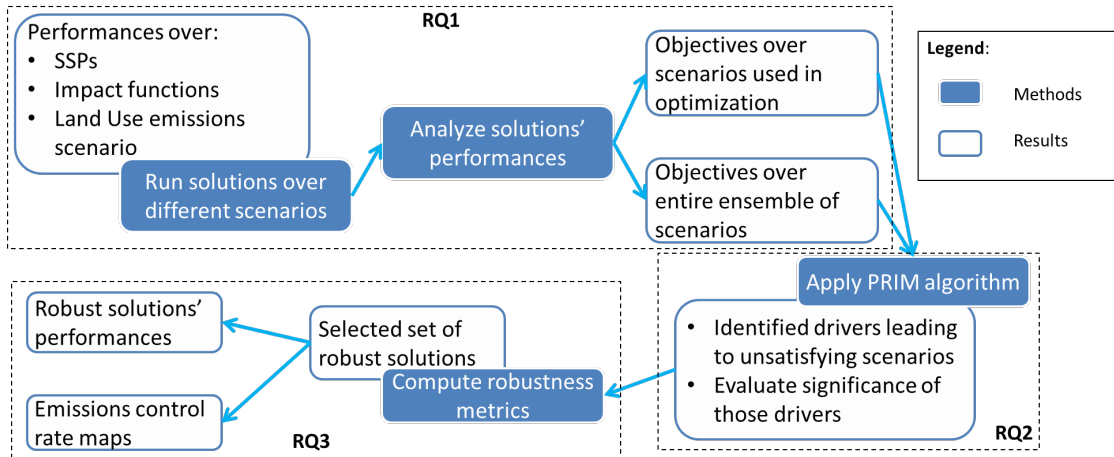 RQ1
Performances over:
• SSPs
• Impact functions
• Land Use emissions
scenario
Run solutions over
different scenarios
Analyze solutions'
performances
Objectives over
scenarios used in
optimization
Objectives over
entire ensemble of
scenarios
Legend:
Methods
Results
Apply PRIM algorithm
• Identified drivers leading
to unsatisfying scenarios
• Evaluate significance of
those drivers
RQ2
Compute robustness
metrics
Selected set of
robust solutions
Robust solutions'
performances
Emissions control
rate maps
RQ3